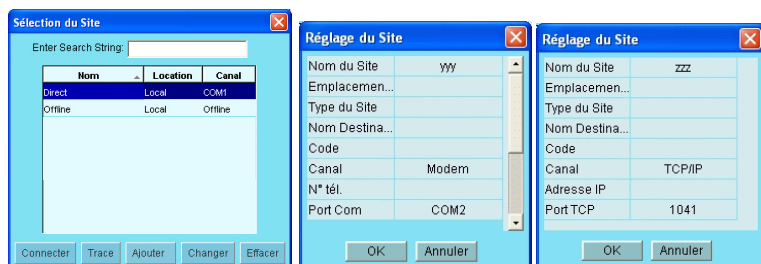 Sélection du Site
Enter Search String:
Nom Location Canal
Direct Local COM1
Offline Local Offline
Connecter Trace Ajouter Changer Effacer
Réglage du Site
Nom du Site yyy
Emplacemen...
Type du Site
Nom Destina...
Code
Canal Modem
N° tél.
Port Com COM2
OK Annuler
Réglage du Site
Nom du Site zzz
Emplacemen...
Type du Site
Nom Destina...
Code
Canal TCP/IP
Adresse IP
Port TCP 1041
OK Annuler